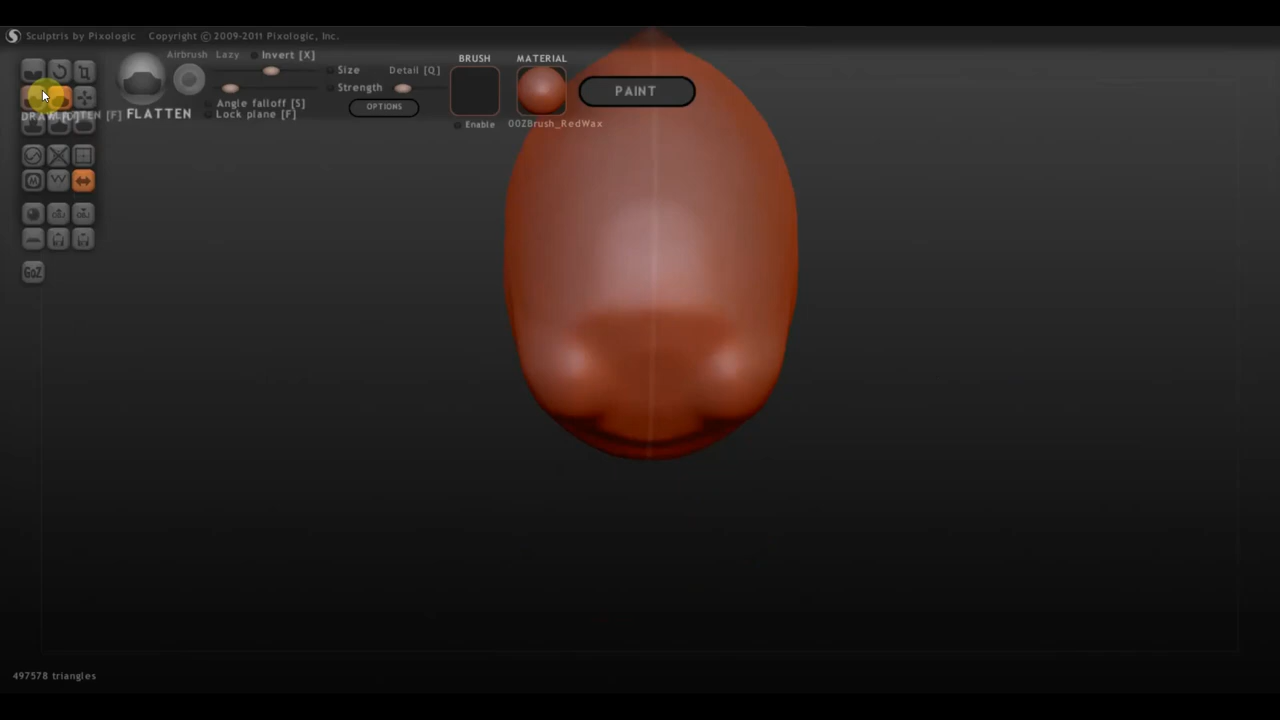 Sculptris by Pixologic Copyright © 2009-2011 Pixologic, Inc.
Airbrush Lazy Invert [X]
Size Detail [Q]
Strength
Angle falloff [S]
Lock plane [F]
FLATTEN
OPTIONS
BRUSH
Enable
MATERIAL
00ZBrush_RedWax
PAINT
GoZ
497578 triangles